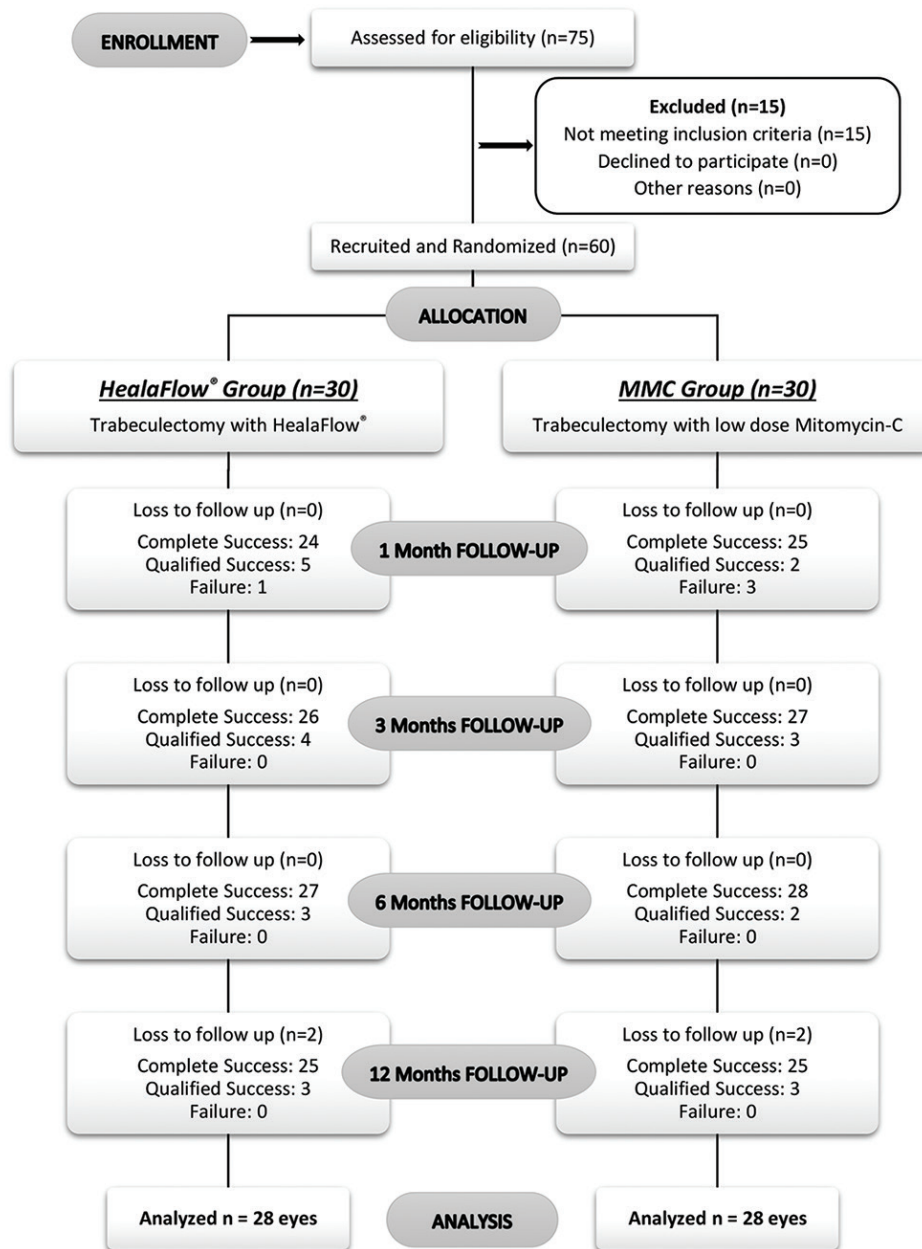 ENROLLMENT
Assessed for eligibility (n=75)
Excluded (n=15)
Not meeting inclusion criteria (n=15)
Declined to participate (n=0)
Other reasons (n=0)
Recruited and Randomized (n=60)
ALLOCATION
HealaFlow® Group (n=30)
Trabeculectomy with HealaFlow®
MMC Group (n=30)
Trabeculectomy with low dose Mitomycin-C
Loss to follow up (n=0)
Complete Success: 24
Qualified Success: 5
Failure: 1
1 Month FOLLOW-UP
Loss to follow up (n=0)
Complete Success: 25
Qualified Success: 2
Failure: 3
Loss to follow up (n=0)
Complete Success: 26
Qualified Success: 4
Failure: 0
3 Months FOLLOW-UP
Loss to follow up (n=0)
Complete Success: 27
Qualified Success: 3
Failure: 0
Loss to follow up (n=0)
Complete Success: 27
Qualified Success: 3
Failure: 0
6 Months FOLLOW-UP
Loss to follow up (n=0)
Complete Success: 28
Qualified Success: 2
Failure: 0
Loss to follow up (n=2)
Complete Success: 25
Qualified Success: 3
Failure: 0
12 Months FOLLOW-UP
Loss to follow up (n=2)
Complete Success: 25
Qualified Success: 3
Failure: 0
Analyzed n = 28 eyes
ANALYSIS
Analyzed n = 28 eyes